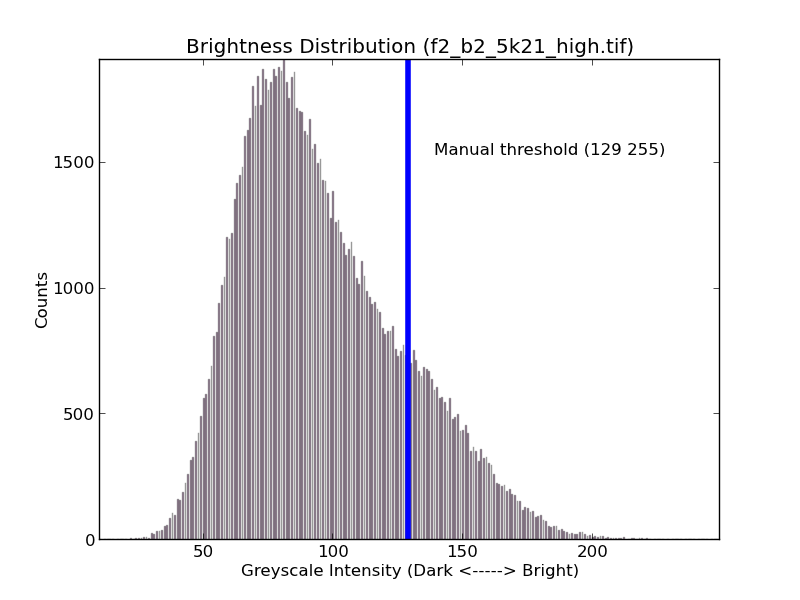 Brightness Distribution (f2_b2_5k21_high.tif)
Manual threshold (129 255)
1500
1000
500
0
Counts
50 100 150 200
Greyscale Intensity (Dark <-----> Bright)